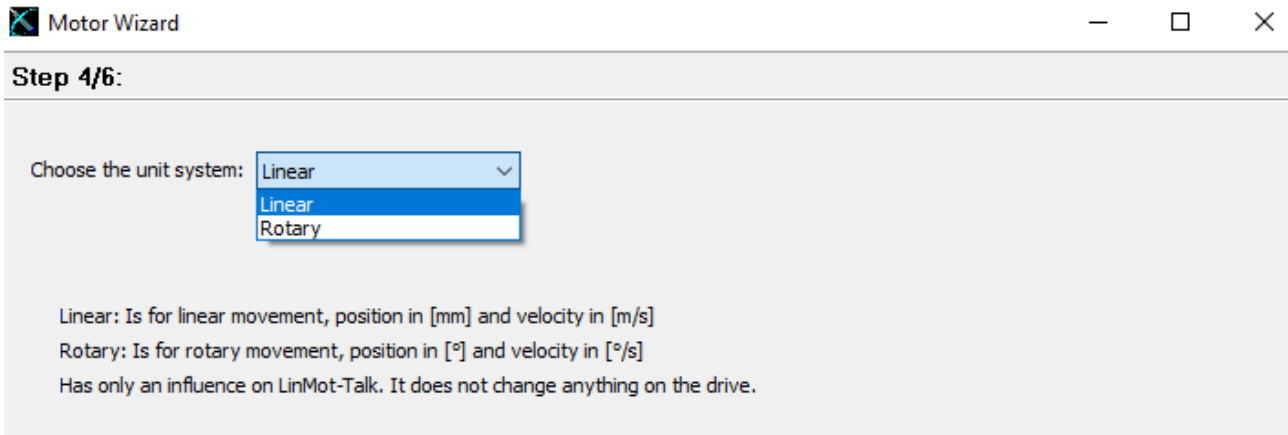 Motor Wizard
Step 4/6:
Choose the unit system: Linear
Linear
Rotary
Linear: Is for linear movement, position in [mm] and velocity in [m/s]
Rotary: Is for rotary movement, position in [°] and velocity in [°/s]
Has only an influence on LinMot-Talk. It does not change anything on the drive.